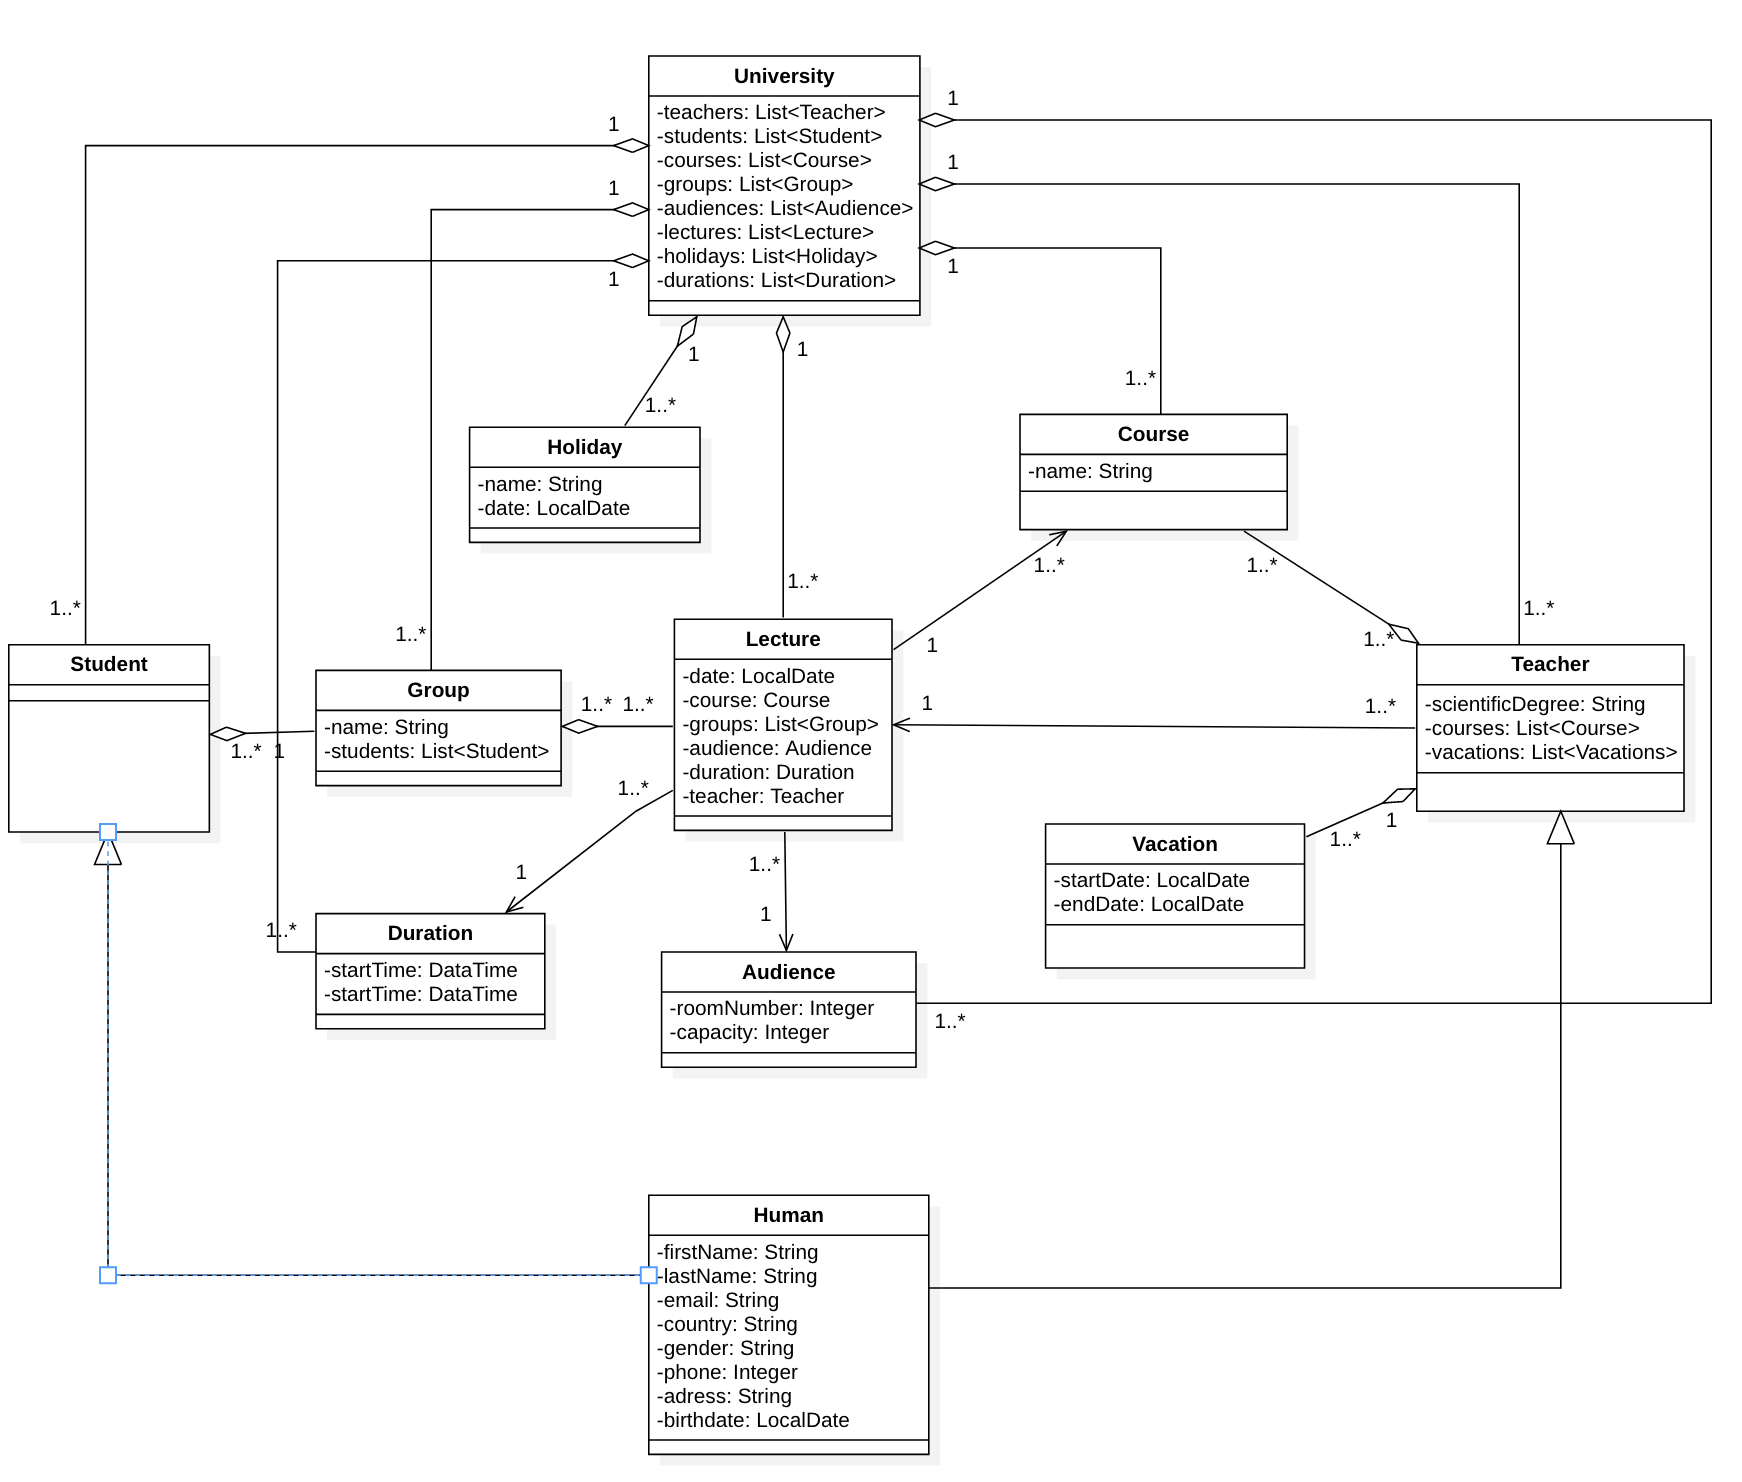 University
-teachers: List<Teacher>
-students: List<Student>
-courses: List<Course>
-groups: List<Group>
-audiences: List<Audience>
-lectures: List<Lecture>
-holidays: List<Holiday>
-durations: List<Duration>
1
1
1
1
1
1
1
1
1..*
1..*
Holiday
-name: String
-date: LocalDate
Course
-name: String
1..*
1..*
1..*
1..*
1..*
1..*
1..*
1
Student
Group
-name: String
-students: List<Student>
1..*
1
1..*
1..*
Lecture
-date: LocalDate
-course: Course
-groups: List<Group>
-audience: Audience
-duration: Duration
-teacher: Teacher
1
1..*
Teacher
-scientificDegree: String
-courses: List<Course>
-vacations: List<Vacations>
1..*
1
1..*
1
1..*
1
Vacation
-startDate: LocalDate
-endDate: LocalDate
1..*
Duration
-startTime: DataTime
-startTime: DataTime
Audience
-roomNumber: Integer
-capacity: Integer
1..*
Human
-firstName: String
-lastName: String
-email: String
-country: String
-gender: String
-phone: Integer
-adress: String
-birthdate: LocalDate